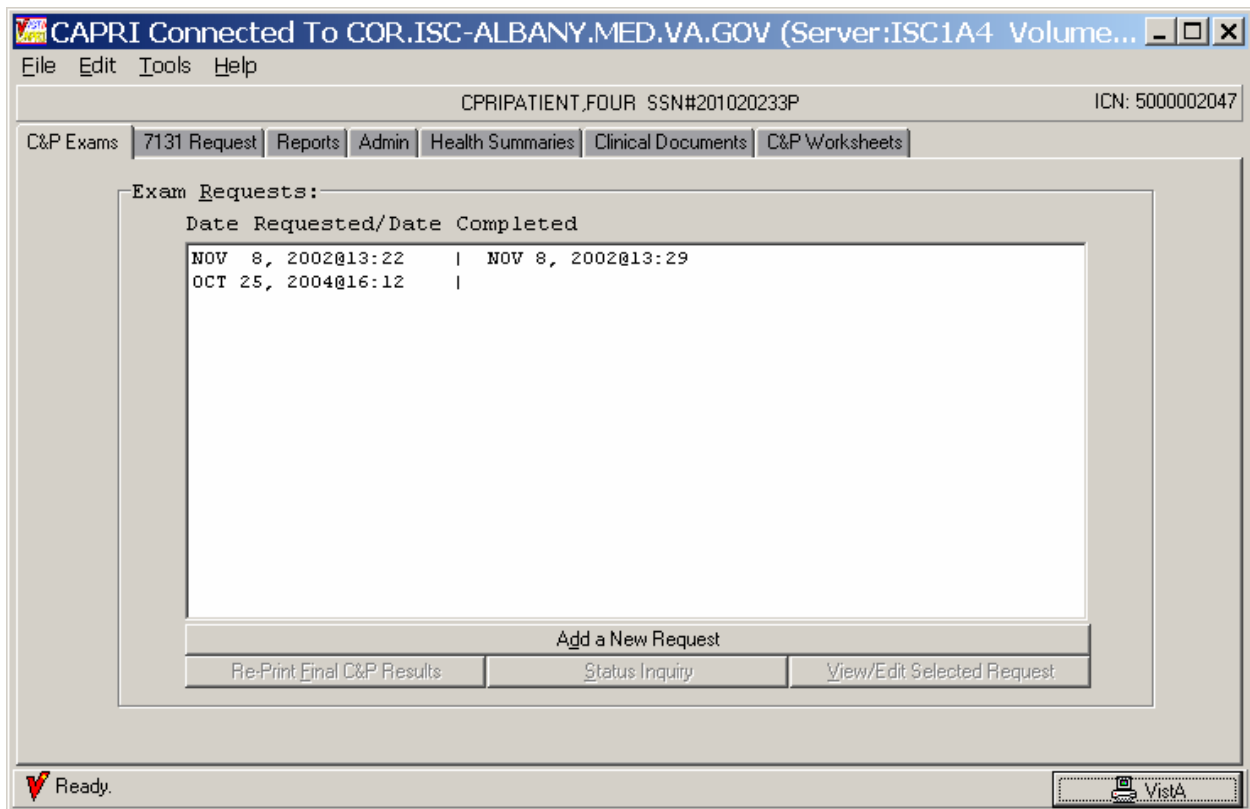 CAPRI Connected To COR.ISC-ALBANY.MED.VA.GOV (Server:ISC1A4 Volume...
File Edit Tools Help
CPRIPATIENT,FOUR SSN#201020233P ICN: 5000002047
C&P Exams 7131 Request Reports Admin Health Summaries Clinical Documents C&P Worksheets
Exam Requests:
Date Requested/Date Completed
NOV 8, 2002@13:22 | NOV 8, 2002@13:29
OCT 25, 2004@16:12 |
Add a New Request
Re-Print Final C&P Results Status Inquiry View/Edit Selected Request
Ready. VistA